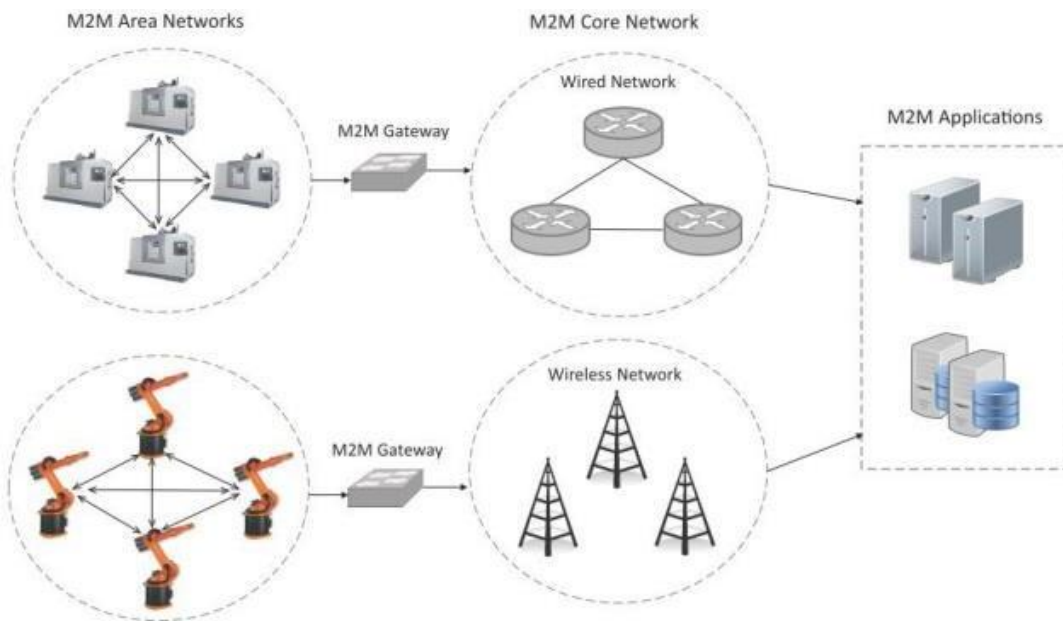 M2M Area Networks
M2M Core Network
Wired Network
M2M Gateway
M2M Applications
Wireless Network
M2M Gateway